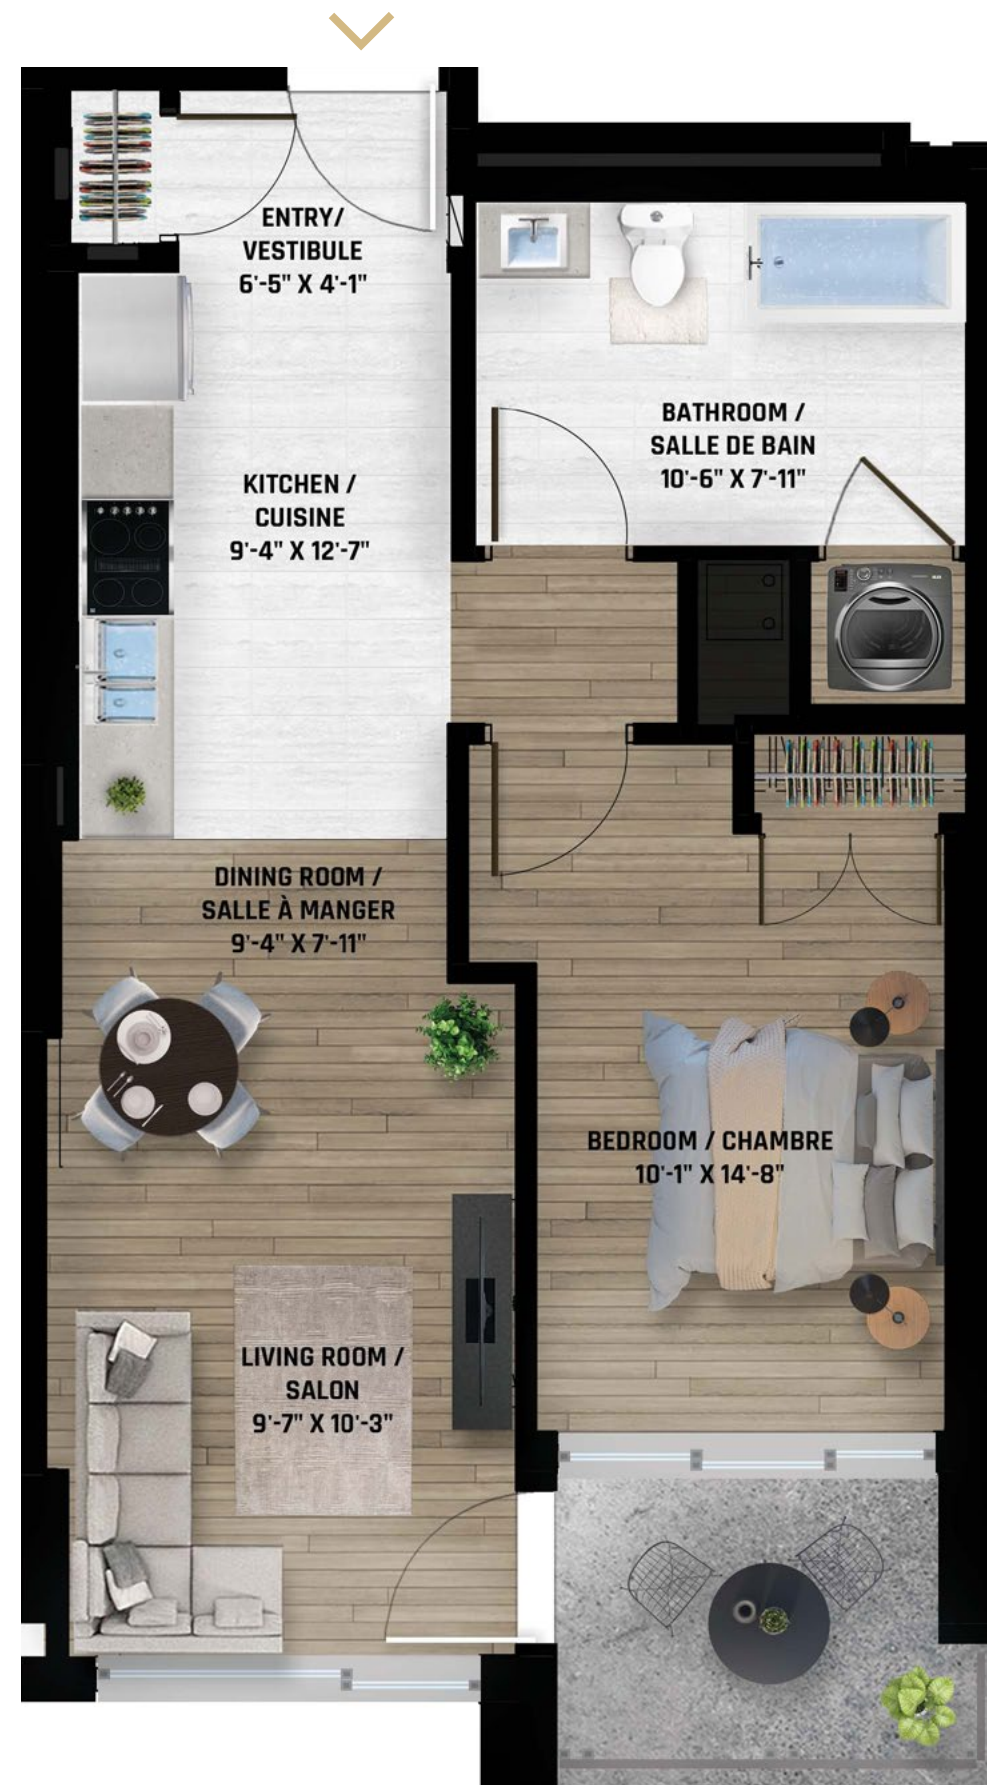 ENTRY/
VESTIBULE
6'-5" X 4'-1"
BATHROOM /
SALLE DE BAIN
10'-6" X 7'-11"
KITCHEN /
CUISINE
9'-4" X 12'-7"
DINING ROOM /
SALLE À MANGER
9'-4" X 7'-11"
BEDROOM / CHAMBRE
10'-1" X 14'-8"
LIVING ROOM /
SALON
9'-7" X 10'-3"